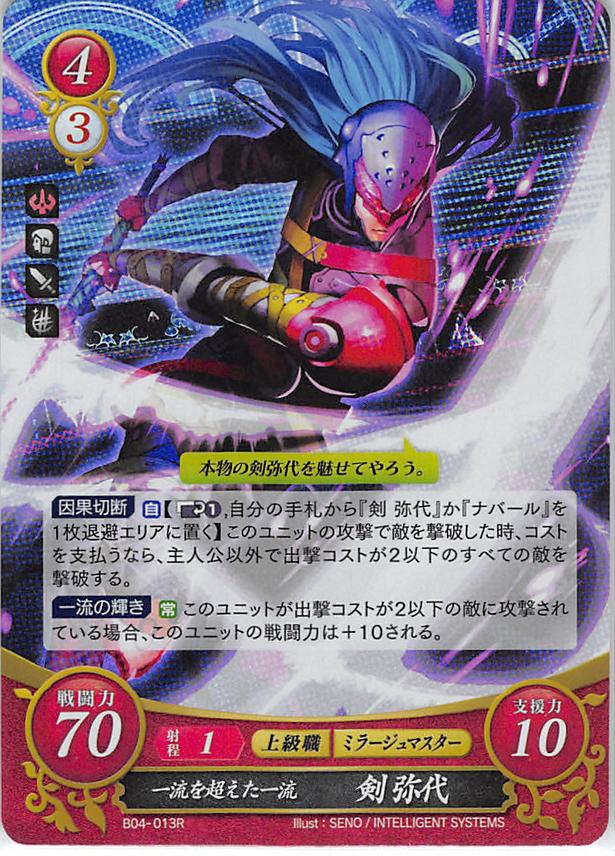 4
3
本物の剣弥代を魅せてやろう。
因果切断 自【1,自分の手札から『剣 弥代』か『ナバール』を
1枚退避エリアに置く】このユニットの攻撃で敵を撃破した時、コスト
を支払うなら、主人公以外で出撃コストが2以下のすべての敵を
撃破する。
一流の輝き 常 このユニットが出撃コストが2以下の敵に攻撃され
ている場合、このユニットの戦闘力は+10される。
戦闘力
70
射程 1
上級職 ミラージュマスター
支援力
10
一流を超えた一流 剣 弥代
B04-013R Illust : SENO / INTELLIGENT SYSTEMS